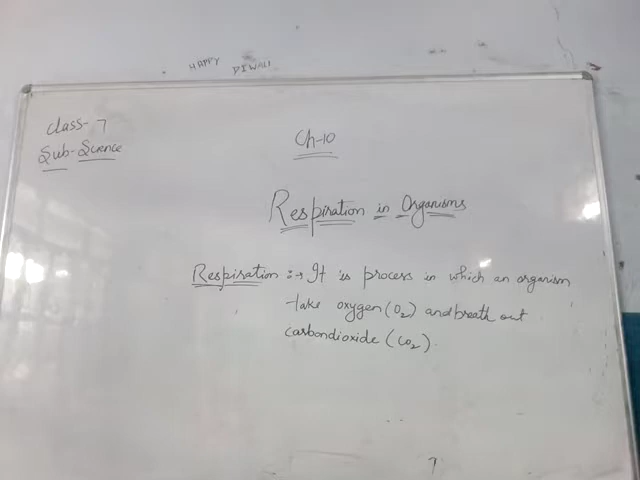 HAPPY DIWALI
Class- 7
Sub- Science
Ch-10
Respiration in Organisms
Respiration :-> It is process in which an organism
take oxygen (O₂) and breath out
carbondioxide (CO₂).
7